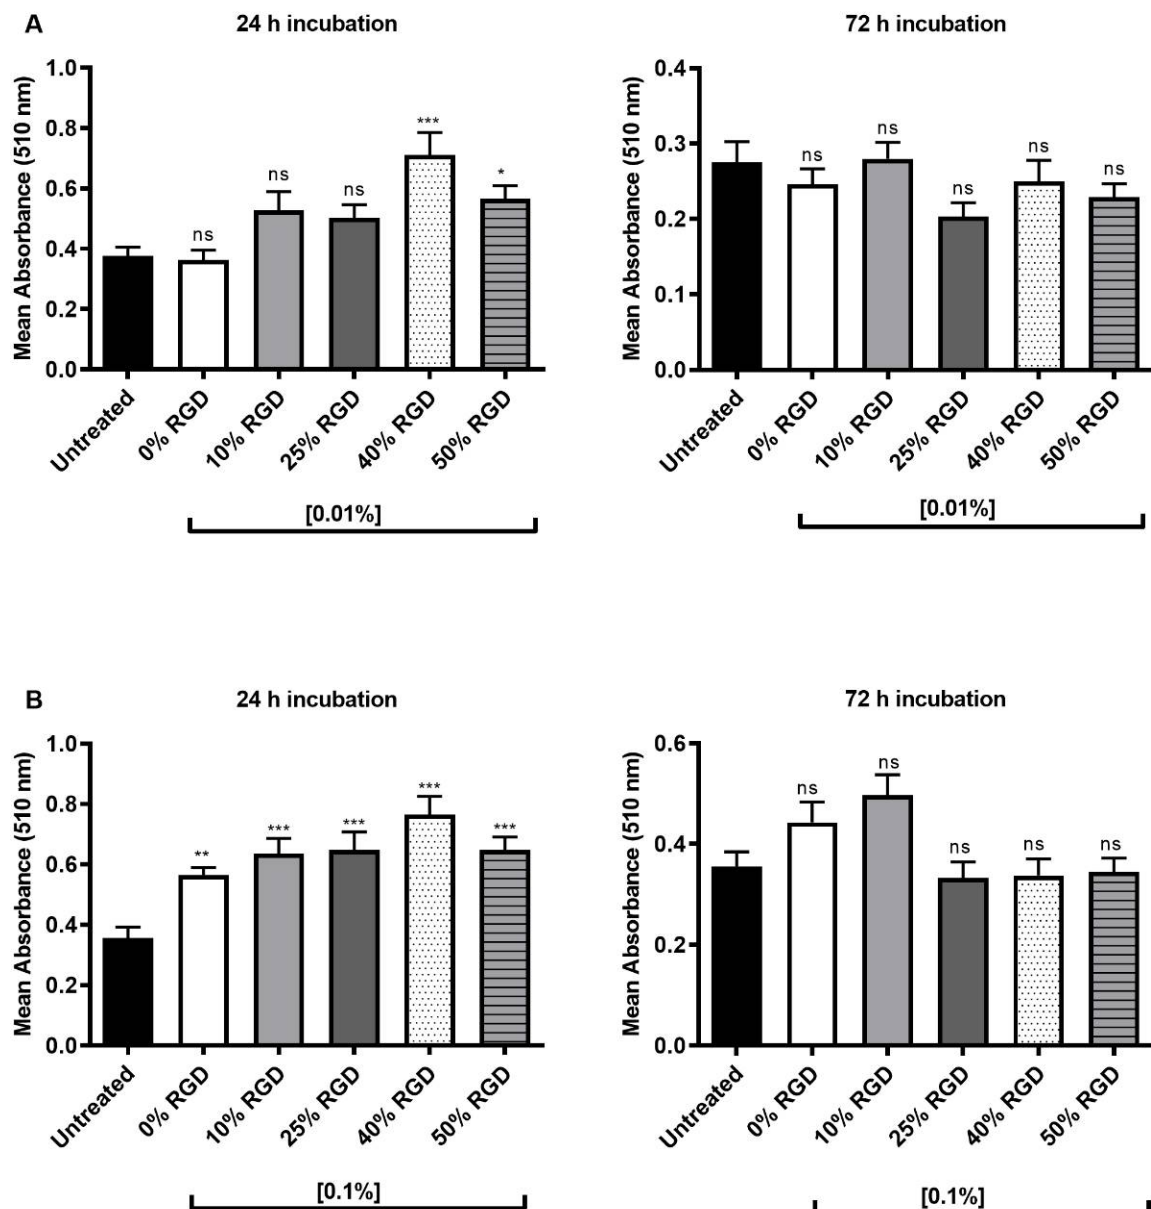 A
24 h incubation
72 h incubation
Mean Absorbance (510 nm)
1.0
0.8
0.6
0.4
0.2
0.0
***
*
ns
ns
ns
Untreated
0% RGD
10% RGD
25% RGD
40% RGD
50% RGD
[0.01%]
Mean Absorbance (510 nm)
0.4
0.3
0.2
0.1
0.0
ns
ns
ns
ns
ns
Untreated
0% RGD
10% RGD
25% RGD
40% RGD
50% RGD
[0.01%]
B
24 h incubation
72 h incubation
Mean Absorbance (510 nm)
1.0
0.8
0.6
0.4
0.2
0.0
**
***
***
***
***
Untreated
0% RGD
10% RGD
25% RGD
40% RGD
50% RGD
[0.1%]
Mean Absorbance (510 nm)
0.6
0.4
0.2
0.0
ns
ns
ns
ns
ns
Untreated
0% RGD
10% RGD
25% RGD
40% RGD
50% RGD
[0.1%]